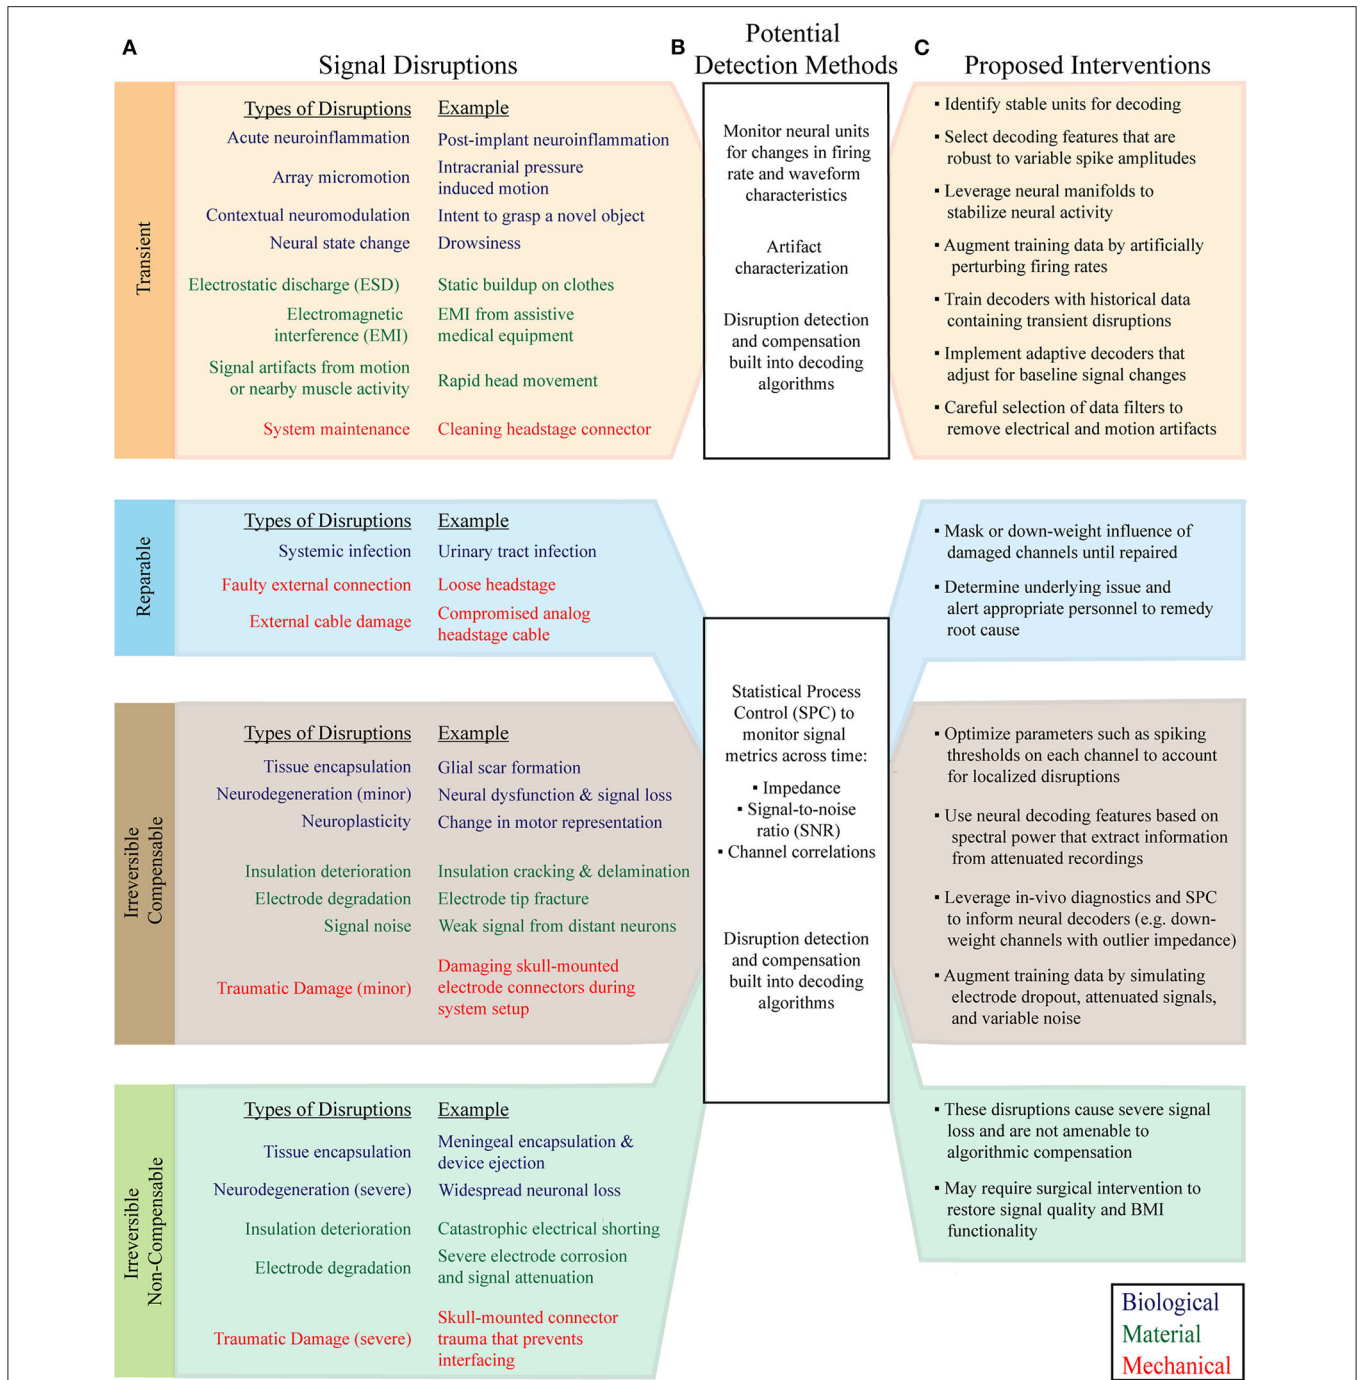 A
Signal Disruptions
B
Potential
Detection Methods
C
Proposed Interventions
Transient
Types of Disruptions
Example
Acute neuroinflammation
Post-implant neuroinflammation
Array micromotion
Intracranial pressure
induced motion
Contextual neuromodulation
Intent to grasp a novel object
Neural state change
Drowsiness
Electrostatic discharge (ESD)
Static buildup on clothes
Electromagnetic
interference (EMI)
EMI from assistive
medical equipment
Signal artifacts from motion
or nearby muscle activity
Rapid head movement
System maintenance
Cleaning headstage connector
Monitor neural units
for changes in firing
rate and waveform
characteristics
Artifact
characterization
Disruption detection
and compensation
built into decoding
algorithms
▪ Identify stable units for decoding
▪ Select decoding features that are
robust to variable spike amplitudes
▪ Leverage neural manifolds to
stabilize neural activity
▪ Augment training data by artificially
perturbing firing rates
▪ Train decoders with historical data
containing transient disruptions
▪ Implement adaptive decoders that
adjust for baseline signal changes
▪ Careful selection of data filters to
remove electrical and motion artifacts
Reparable
Types of Disruptions
Example
Systemic infection
Urinary tract infection
Faulty external connection
Loose headstage
External cable damage
Compromised analog
headstage cable
▪ Mask or down-weight influence of
damaged channels until repaired
▪ Determine underlying issue and
alert appropriate personnel to remedy
root cause
Irreversible
Compensable
Types of Disruptions
Example
Tissue encapsulation
Glial scar formation
Neurodegeneration (minor)
Neural dysfunction & signal loss
Neuroplasticity
Change in motor representation
Insulation deterioration
Insulation cracking & delamination
Electrode degradation
Electrode tip fracture
Signal noise
Weak signal from distant neurons
Traumatic Damage (minor)
Damaging skull-mounted
electrode connectors during
system setup
Statistical Process
Control (SPC) to
monitor signal
metrics across time:
▪ Impedance
▪ Signal-to-noise
ratio (SNR)
▪ Channel correlations
Disruption detection
and compensation
built into decoding
algorithms
▪ Optimize parameters such as spiking
thresholds on each channel to account
for localized disruptions
▪ Use neural decoding features based on
spectral power that extract information
from attenuated recordings
▪ Leverage in-vivo diagnostics and SPC
to inform neural decoders (e.g. down-
weight channels with outlier impedance)
▪ Augment training data by simulating
electrode dropout, attenuated signals,
and variable noise
Irreversible
Non-Compensable
Types of Disruptions
Example
Tissue encapsulation
Meningeal encapsulation &
device ejection
Neurodegeneration (severe)
Widespread neuronal loss
Insulation deterioration
Catastrophic electrical shorting
Electrode degradation
Severe electrode corrosion
and signal attenuation
Traumatic Damage (severe)
Skull-mounted connector
trauma that prevents
interfacing
▪ These disruptions cause severe signal
loss and are not amenable to
algorithmic compensation
▪ May require surgical intervention to
restore signal quality and BMI
functionality
Biological
Material
Mechanical